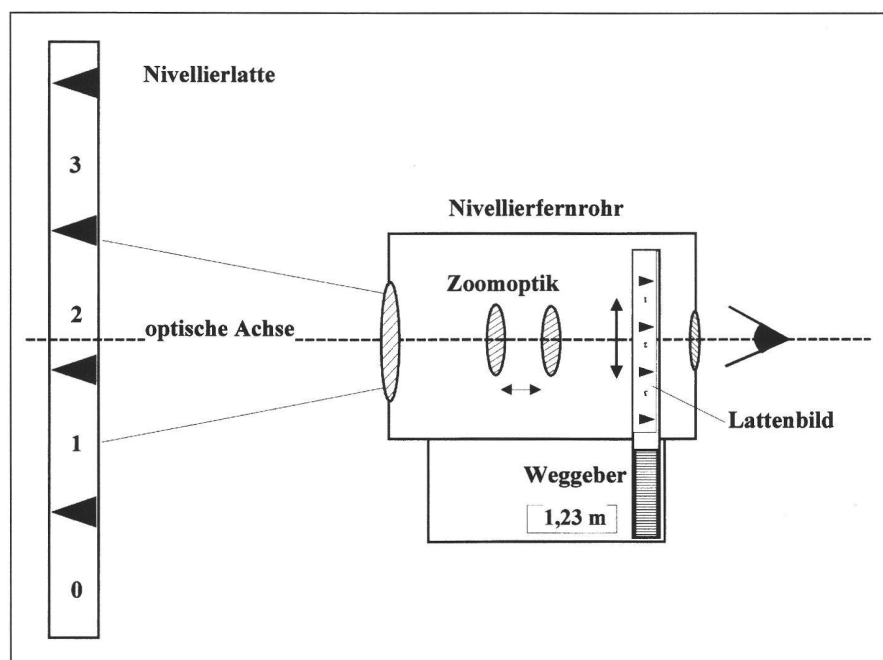 Nivellierlatte
3
Nivellierfernrohr
Zoomoptik
2
optische Achse
1
Lattenbild
Weggeber
1,23 m
0